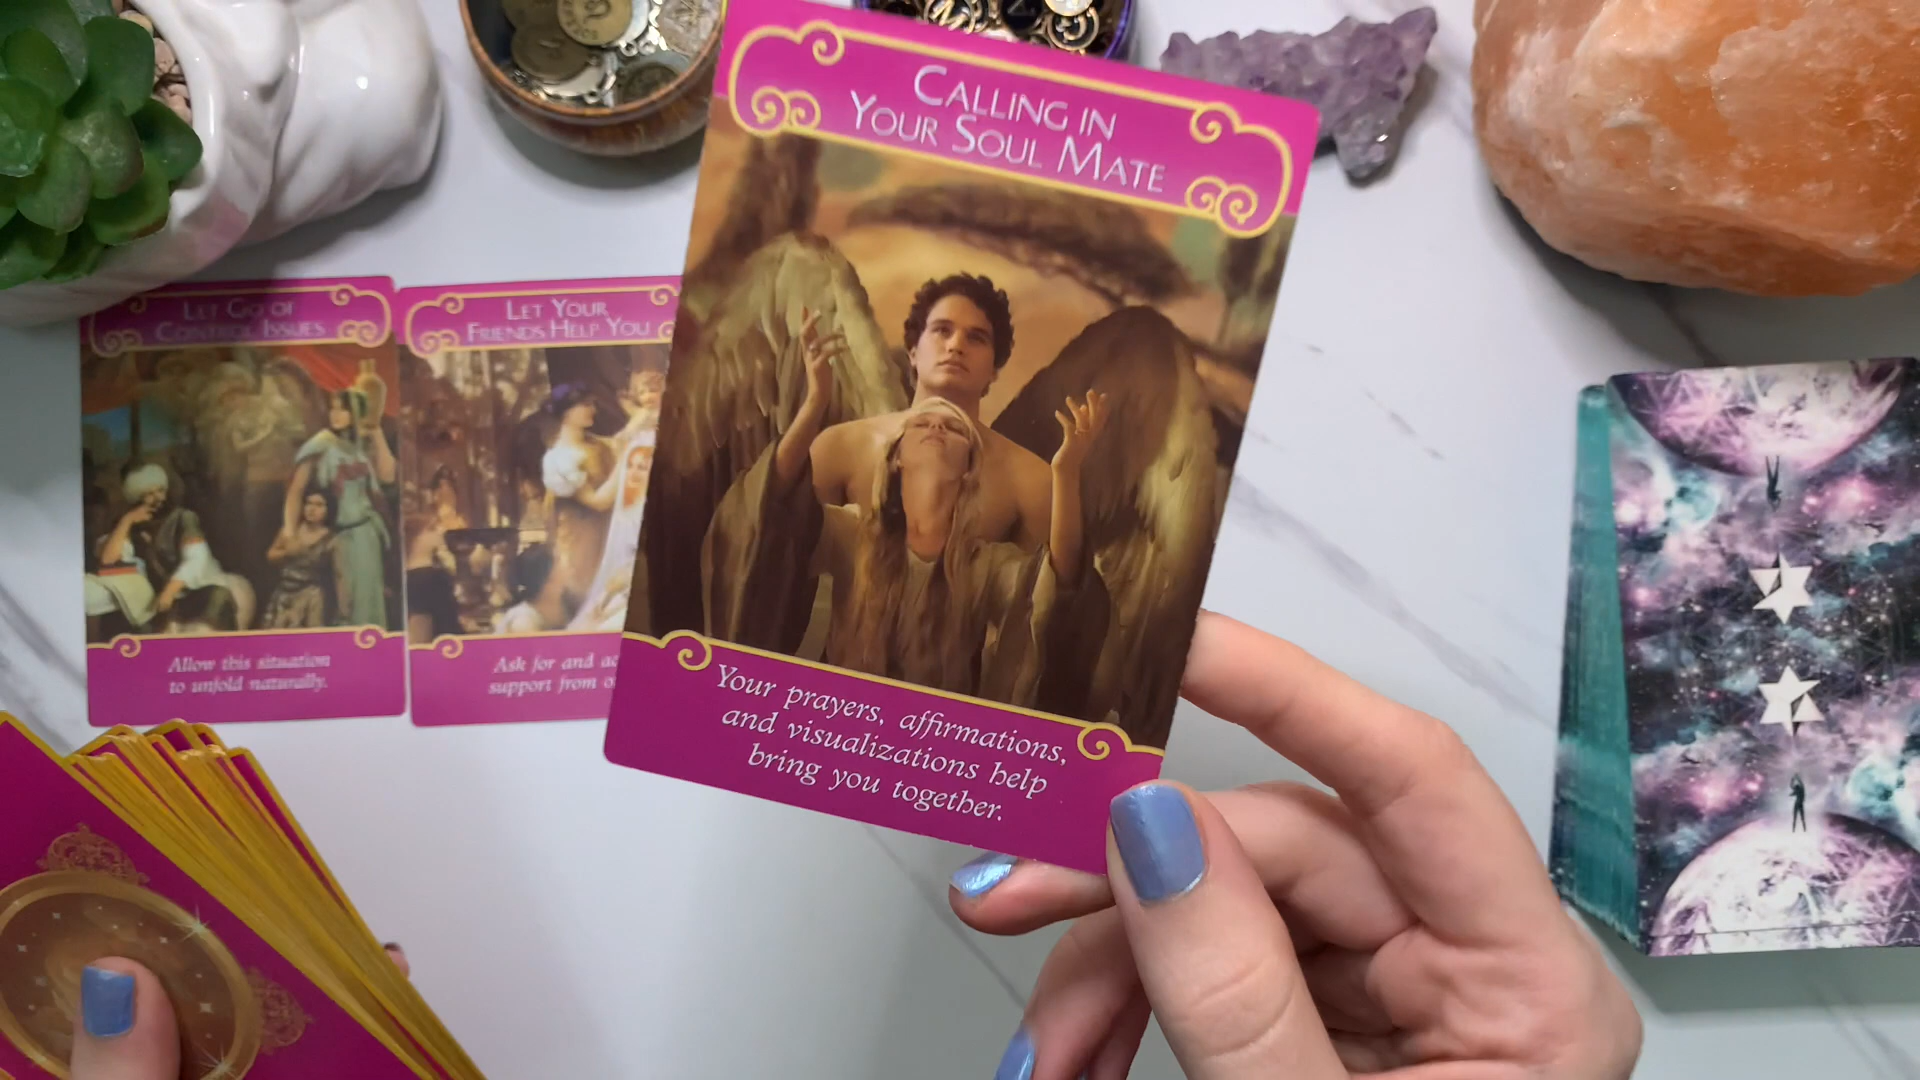 CALLING IN
YOUR SOUL MATE
LET GO OF
CONTROL ISSUES
LET YOUR
FRIENDS HELP YOU
Allow this situation
to unfold naturally.
Ask for and
support from
Your prayers, affirmations,
and visualizations help
bring you together.